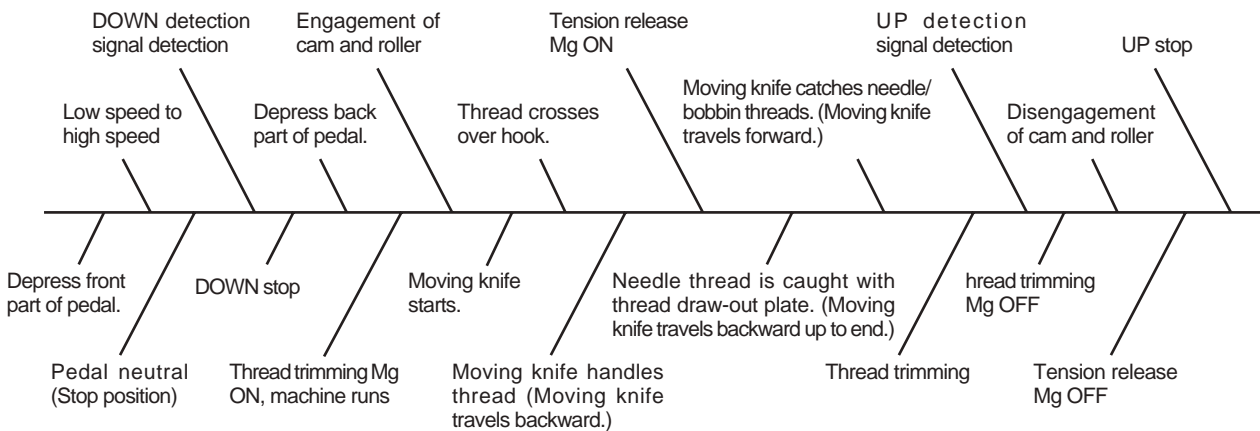 DOWN detection
signal detection
Engagement of
cam and roller
Tension release
Mg ON
UP detection
signal detection
UP stop
Low speed to
high speed
Depress back
part of pedal.
Thread crosses
over hook.
Moving knife catches needle/
bobbin threads. (Moving knife
travels forward.)
Disengagement
of cam and roller
Depress front
part of pedal.
DOWN stop
Moving knife
starts.
Needle thread is caught with
thread draw-out plate. (Moving
knife travels backward up to end.)
hread trimming
Mg OFF
Pedal neutral
(Stop position)
Thread trimming Mg
ON, machine runs
Moving knife handles
thread (Moving knife
travels backward.)
Thread trimming
Tension release
Mg OFF